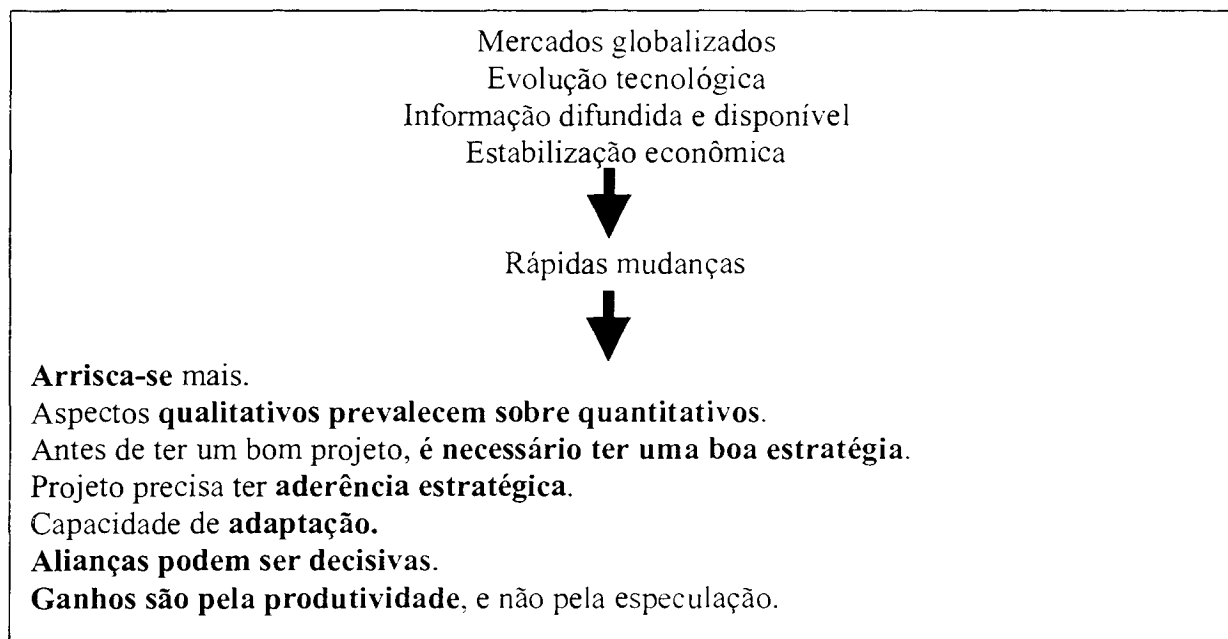 Mercados globalizados
Evolução tecnológica
Informação difundida e disponível
Estabilização econômica
Rápidas mudanças
Arrisca-se mais.
Aspectos qualitativos prevalecem sobre quantitativos.
Antes de ter um bom projeto, é necessário ter uma boa estratégia.
Projeto precisa ter aderência estratégica.
Capacidade de adaptação.
Alianças podem ser decisivas.
Ganhos são pela produtividade, e não pela especulação.